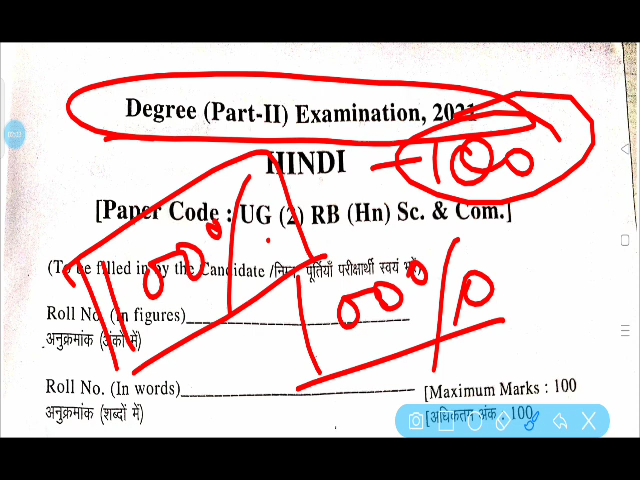 Degree (Part-II) Examination, 2021
HINDI – 100
[Paper Code : UG (2) RB (Hn) Sc. & Com.]
(To be filled in by the Candidate /निम्न पूर्तियाँ परीक्षार्थी स्वयं भरें)
Roll No. (In figures)
अनुक्रमांक (अंकों में)
Roll No. (In words)
[Maximum Marks : 100
अनुक्रमांक (शब्दों में)
[अधिकतम अंक : 100